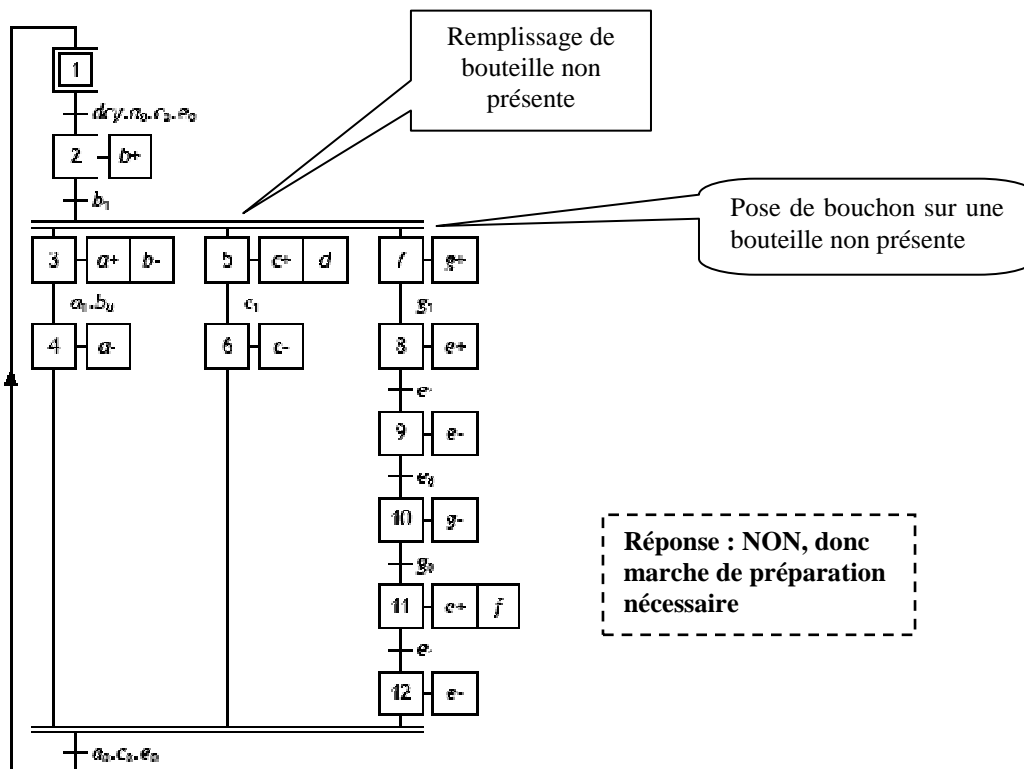 Remplissage de
bouteille non
présente
1
dcy.a₀.c₀.e₀
2 b+
b₁
Pose de bouchon sur une
bouteille non présente
3 a+ b-
5 c+ d
7 g+
a₁.b₀
c₁
g₁
4 a-
6 c-
8 e+
9 e-
e₀
10 g-
g₀
11 e+ f
12 e-
a₀.c₀.e₀
Réponse : NON, donc
marche de préparation
nécessaire